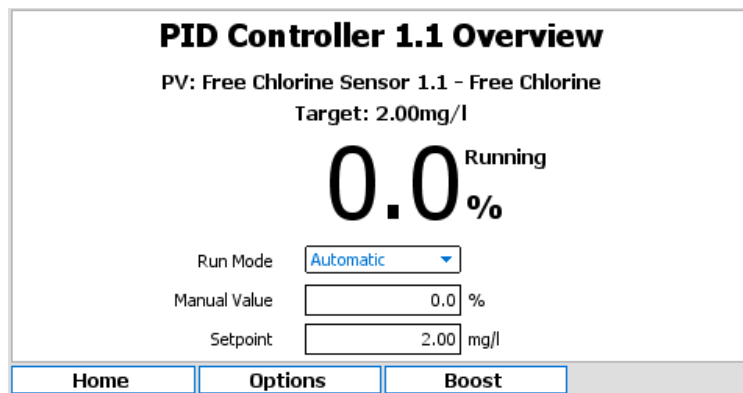 PID Controller 1.1 Overview
PV: Free Chlorine Sensor 1.1 - Free Chlorine
Target: 2.00mg/l
0.0 % Running
Run Mode Automatic
Manual Value 0.0 %
Setpoint 2.00 mg/l
Home Options Boost